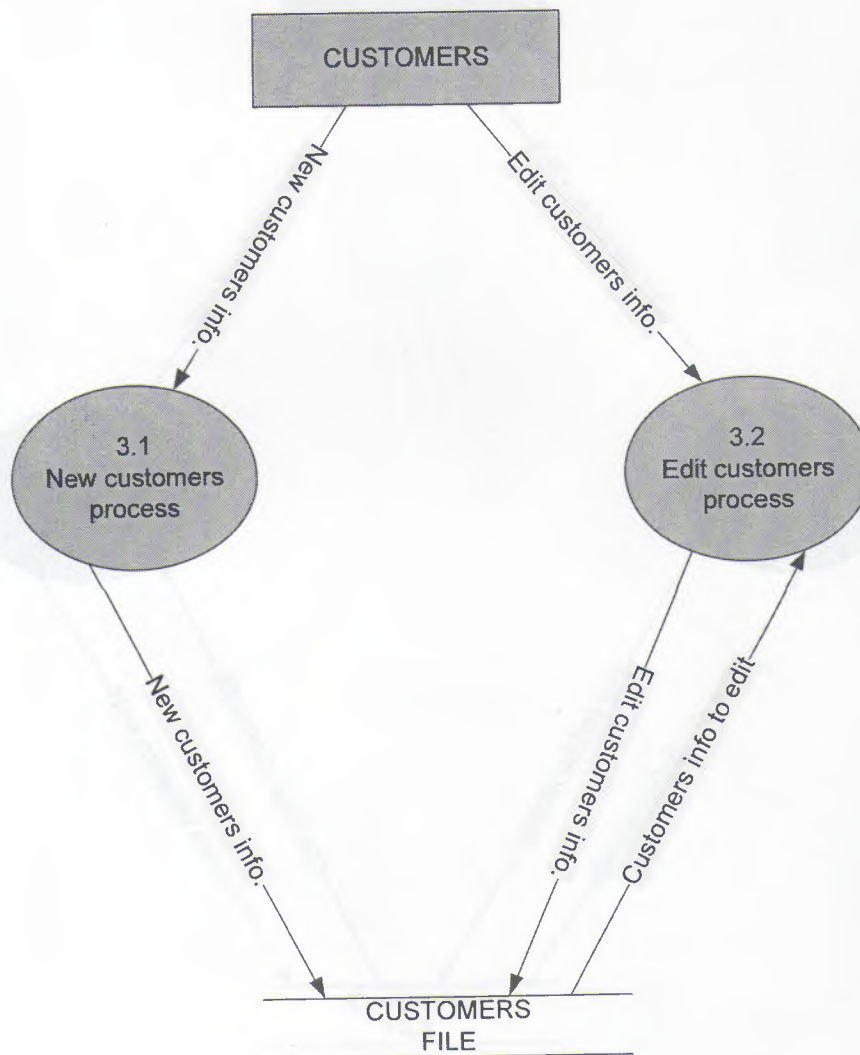 CUSTOMERS
New customers info.
Edit customers info.
3.1
New customers
process
3.2
Edit customers
process
New customers info.
Edit customers info.
Customers info to edit
CUSTOMERS
FILE